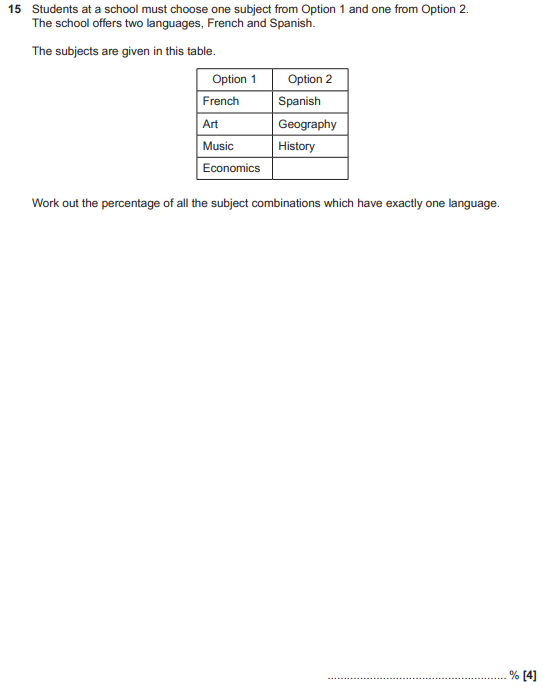 15 Students at a school must choose one subject from Option 1 and one from Option 2.
The school offers two languages, French and Spanish.
The subjects are given in this table.
Option 1 Option 2
French Spanish
Art Geography
Music History
Economics
Work out the percentage of all the subject combinations which have exactly one language.
...................................................... % [4]